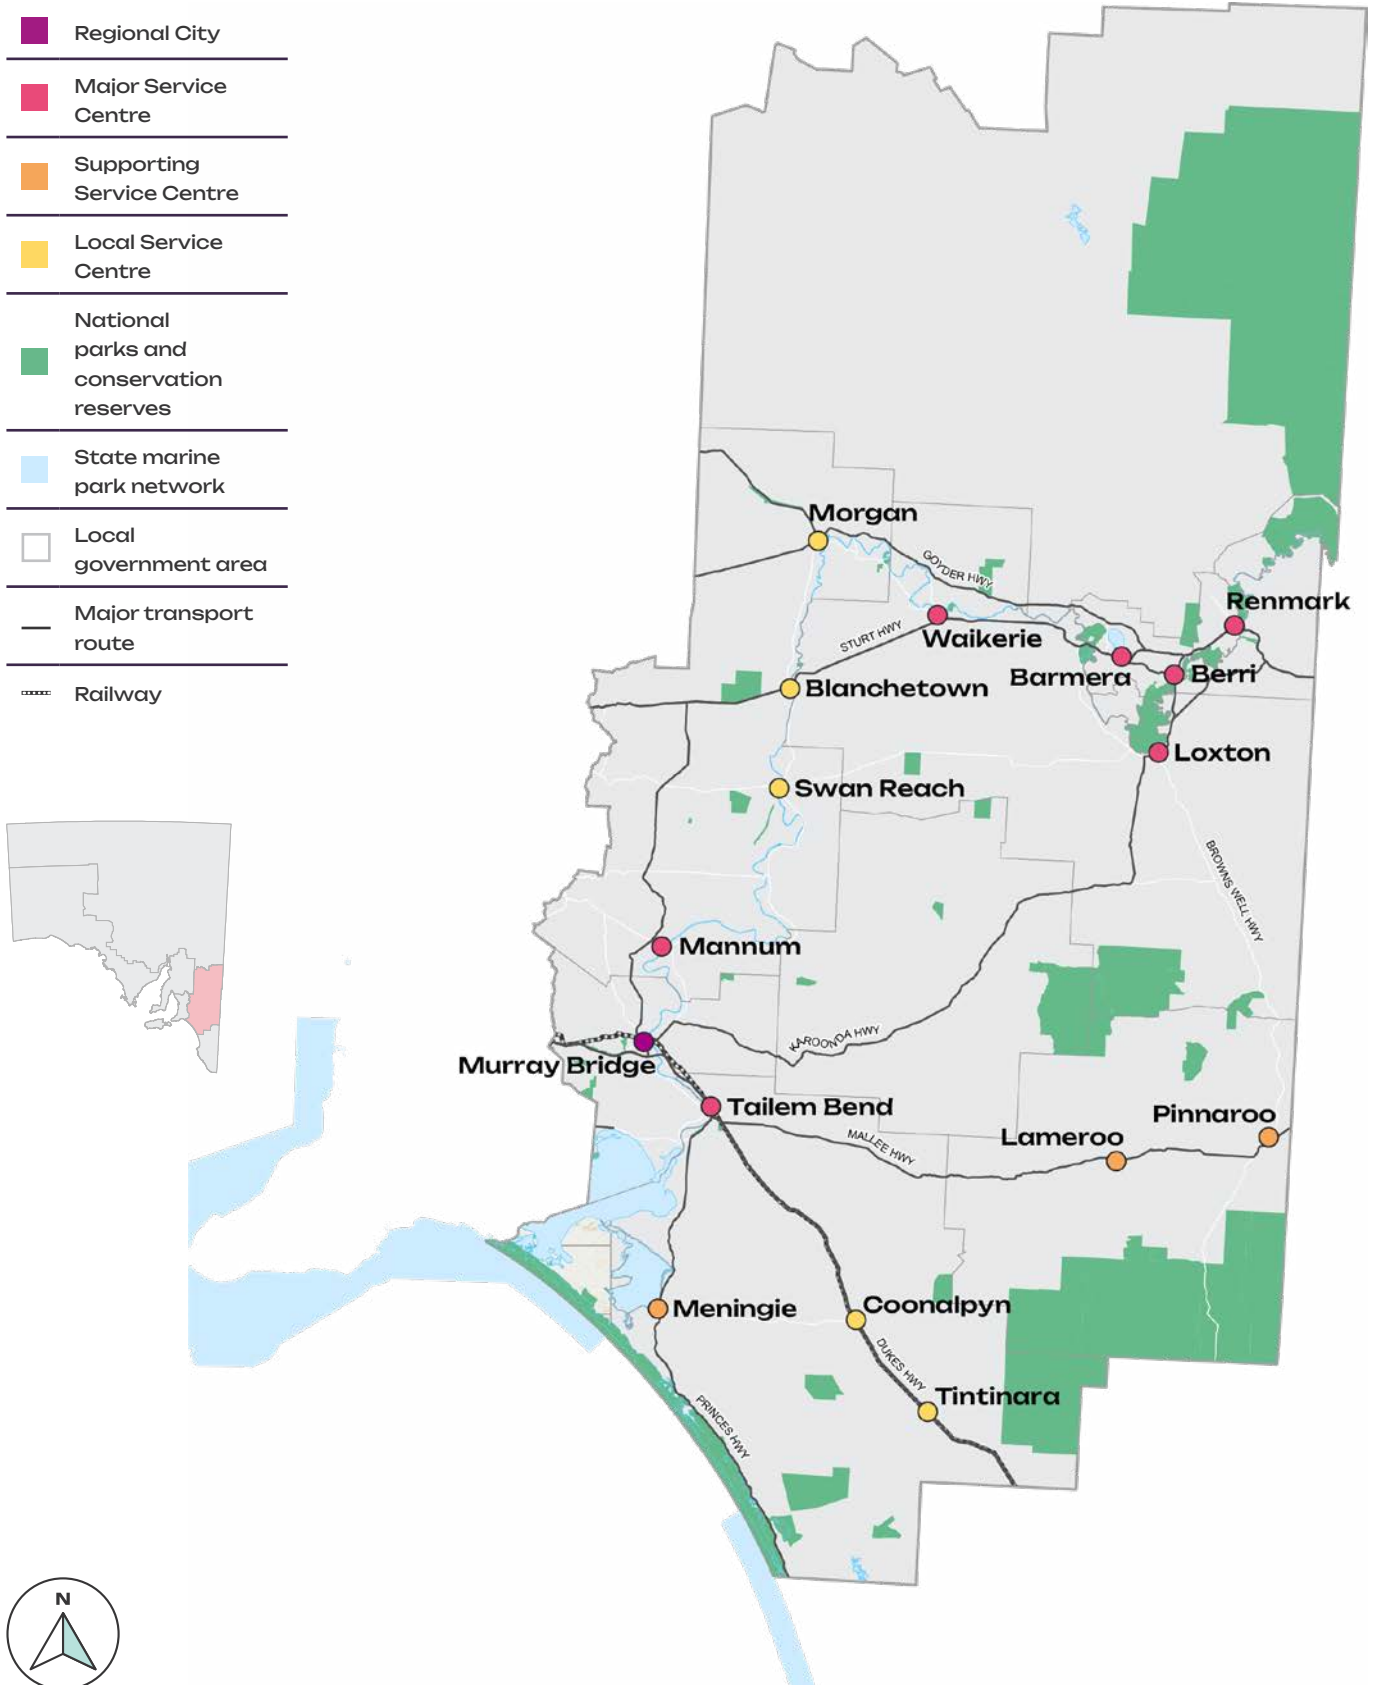 Regional City
Major Service
Centre
Supporting
Service Centre
Local Service
Centre
National
parks and
conservation
reserves
State marine
park network
Local
government area
Major transport
route
Railway
N
Morgan
GOYDER HWY
Renmark
STURT HWY
Waikerie
Barmera
Berri
Blanchetown
Loxton
Swan Reach
BROWNS WELL HWY
Mannum
KAROONDA HWY
Murray Bridge
Tailem Bend
Pinnaroo
Lameroo
MALLEE HWY
Meningie
Coonalpyn
DUKES HWY
Tintinara
PRINCES HWY